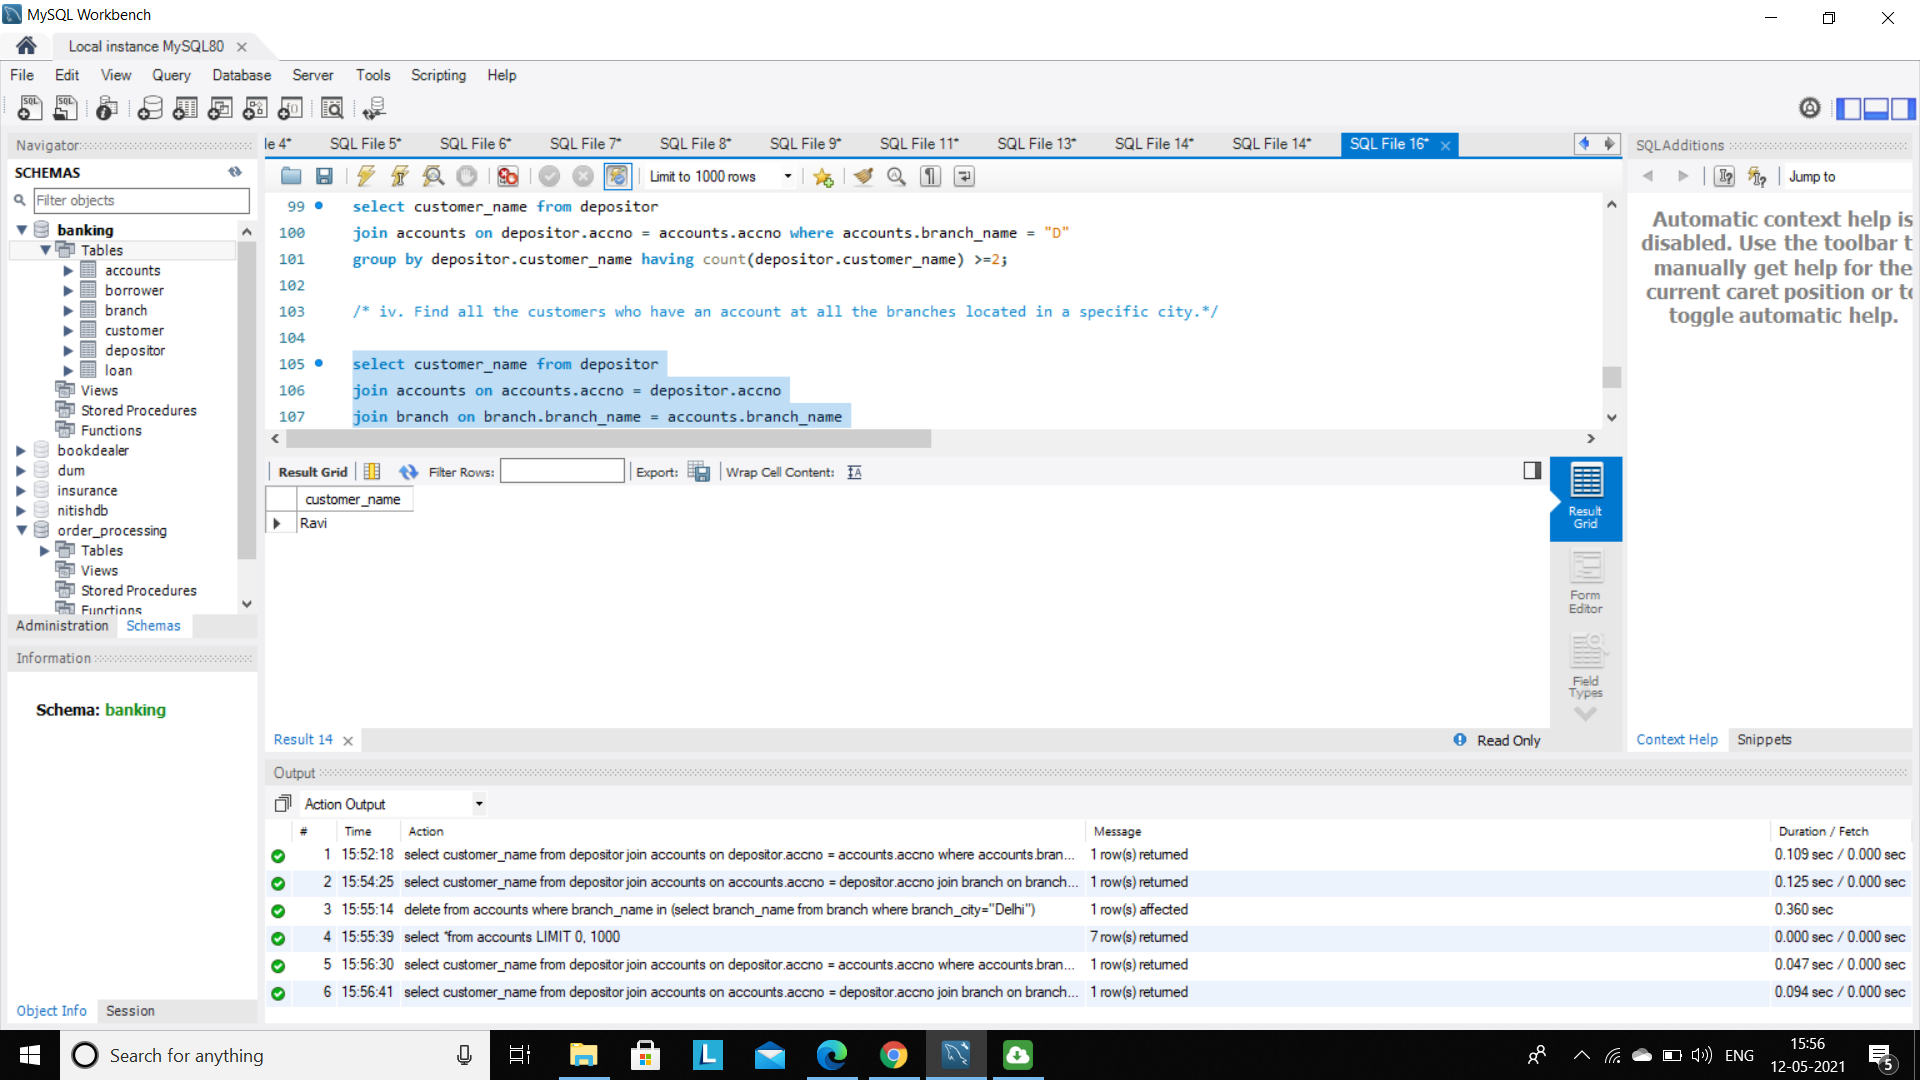 MySQL Workbench
Local instance MySQL80
File Edit View Query Database Server Tools Scripting Help
Navigator
SCHEMAS
Filter objects
banking
Tables
accounts
borrower
branch
customer
depositor
loan
Views
Stored Procedures
Functions
bookdealer
dum
insurance
nitishdb
order_processing
Tables
Views
Stored Procedures
Functions
Administration Schemas
Information
Schema: banking
Object Info Session
le 4* SQL File 5* SQL File 6* SQL File 7* SQL File 8* SQL File 9* SQL File 11* SQL File 13* SQL File 14* SQL File 14* SQL File 16*
Limit to 1000 rows
99 select customer_name from depositor
100 join accounts on depositor.accno = accounts.accno where accounts.branch_name = "D"
101 group by depositor.customer_name having count(depositor.customer_name) >=2;
102
103 /* iv. Find all the customers who have an account at all the branches located in a specific city.*/
104
105 select customer_name from depositor
106 join accounts on accounts.accno = depositor.accno
107 join branch on branch.branch_name = accounts.branch_name
Result Grid Filter Rows: Export: Wrap Cell Content:
customer_name
Ravi
Result Grid
Form Editor
Field Types
Result 14
Read Only
SQLAdditions
Jump to
Automatic context help is
disabled. Use the toolbar t
manually get help for the
current caret position or to
toggle automatic help.
Context Help Snippets
Output
Action Output
# Time Action Message Duration / Fetch
1 15:52:18 select customer_name from depositor join accounts on depositor.accno = accounts.accno where accounts.bran... 1 row(s) returned 0.109 sec / 0.000 sec
2 15:54:25 select customer_name from depositor join accounts on accounts.accno = depositor.accno join branch on branch... 1 row(s) returned 0.125 sec / 0.000 sec
3 15:55:14 delete from accounts where branch_name in (select branch_name from branch where branch_city="Delhi") 1 row(s) affected 0.360 sec
4 15:55:39 select *from accounts LIMIT 0, 1000 7 row(s) returned 0.000 sec / 0.000 sec
5 15:56:30 select customer_name from depositor join accounts on depositor.accno = accounts.accno where accounts.bran... 1 row(s) returned 0.047 sec / 0.000 sec
6 15:56:41 select customer_name from depositor join accounts on accounts.accno = depositor.accno join branch on branch... 1 row(s) returned 0.094 sec / 0.000 sec
Search for anything
L
ENG
15:56
12-05-2021
5